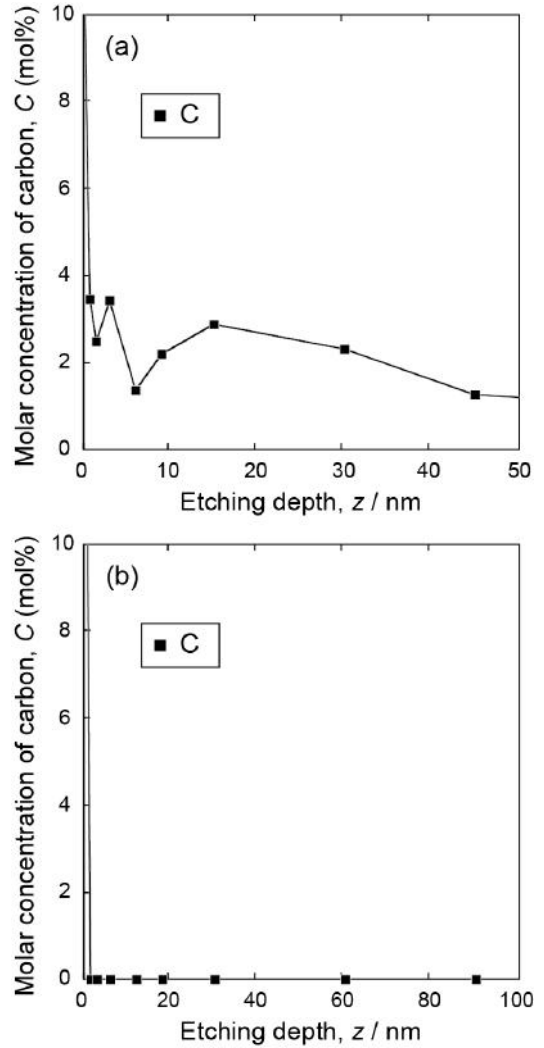 (a)
C
Molar concentration of carbon, C (mol%)
10
8
6
4
2
0
0 10 20 30 40 50
Etching depth, z / nm
(b)
C
Molar concentration of carbon, C (mol%)
10
8
6
4
2
0
0 20 40 60 80 100
Etching depth, z / nm